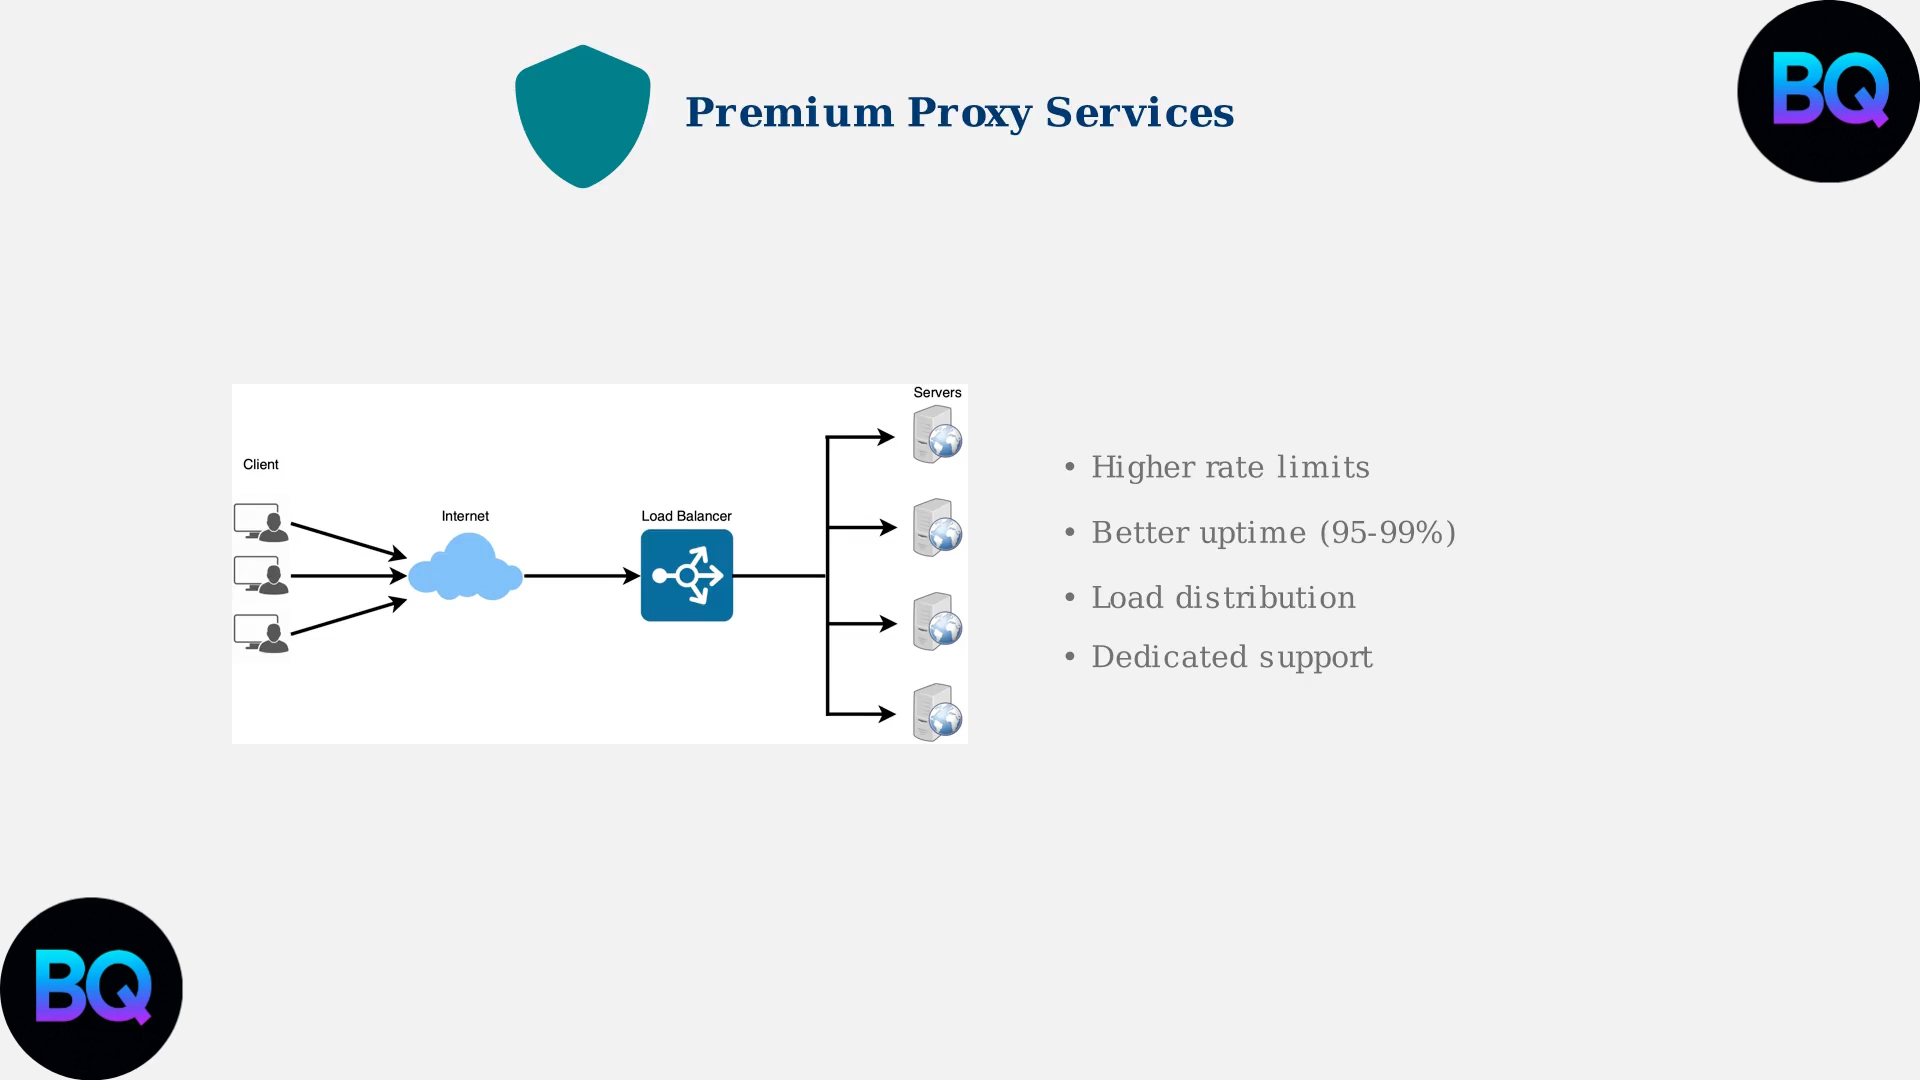 Premium Proxy Services
BQ
Servers
Client
Internet
Load Balancer
• Higher rate limits
• Better uptime (95-99%)
• Load distribution
• Dedicated support
BQ